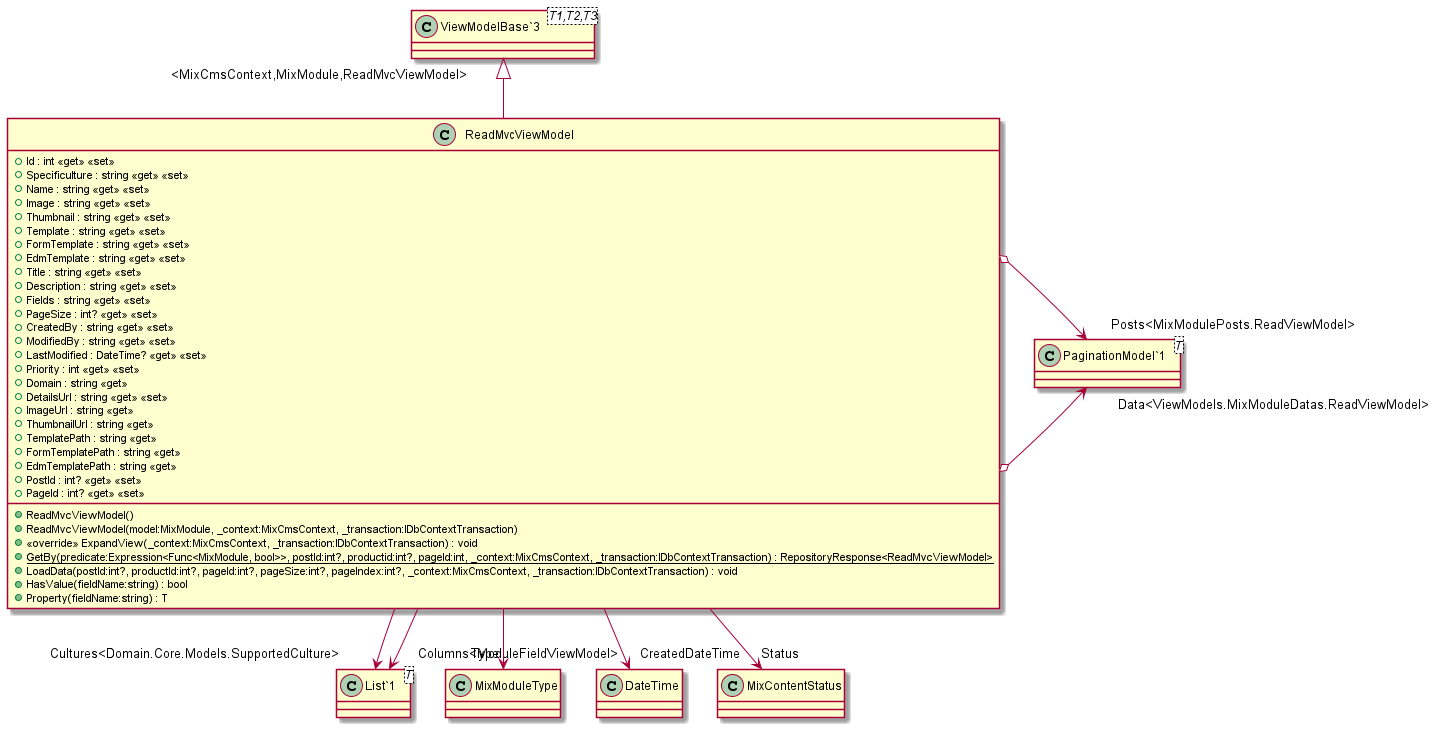 C ViewModelBase`3 T1,T2,T3
<MixCmsContext,MixModule,ReadMvcViewModel>
C ReadMvcViewModel
Id : int «get» «set»
Specificulture : string «get» «set»
Name : string «get» «set»
Image : string «get» «set»
Thumbnail : string «get» «set»
Template : string «get» «set»
FormTemplate : string «get» «set»
EdmTemplate : string «get» «set»
Title : string «get» «set»
Description : string «get» «set»
Fields : string «get» «set»
PageSize : int? «get» «set»
CreatedBy : string «get» «set»
ModifiedBy : string «get» «set»
LastModified : DateTime? «get» «set»
Priority : int «get» «set»
Domain : string «get»
DetailsUrl : string «get» «set»
ImageUrl : string «get»
ThumbnailUrl : string «get»
TemplatePath : string «get»
FormTemplatePath : string «get»
EdmTemplatePath : string «get»
PostId : int? «get» «set»
PageId : int? «get» «set»
ReadMvcViewModel()
ReadMvcViewModel(model:MixModule, _context:MixCmsContext, _transaction:IDbContextTransaction)
«override» ExpandView(_context:MixCmsContext, _transaction:IDbContextTransaction) : void
GetBy(predicate:Expression<Func<MixModule, bool>>, postId:int?, productid:int?, pageId:int, _context:MixCmsContext, _transaction:IDbContextTransaction) : RepositoryResponse<ReadMvcViewModel>
LoadData(postId:int?, productId:int?, pageId:int?, pageSize:int?, pageIndex:int?, _context:MixCmsContext, _transaction:IDbContextTransaction) : void
HasValue(fieldName:string) : bool
Property(fieldName:string) : T
Posts<MixModulePosts.ReadViewModel>
C PaginationModel`1 T
Data<ViewModels.MixModuleDatas.ReadViewModel>
Cultures<Domain.Core.Models.SupportedCulture>
Columns<ModuleFieldViewModel>
Type
CreatedDateTime
Status
C List`1 T
C MixModuleType
C DateTime
C MixContentStatus